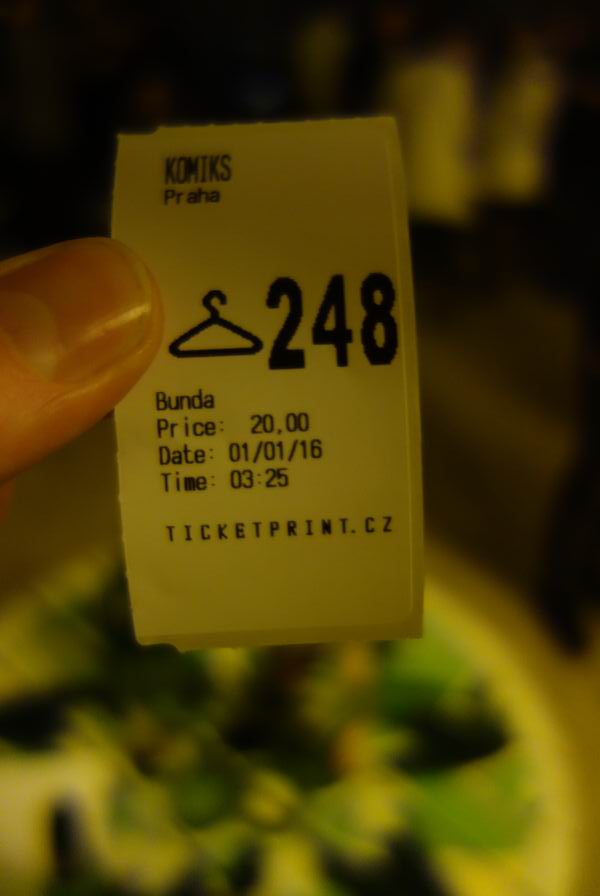 KOMIKS
Praha
248
Bunda
Price: 20,00
Date: 01/01/16
Time: 03:25
TICKETPRINT.CZ